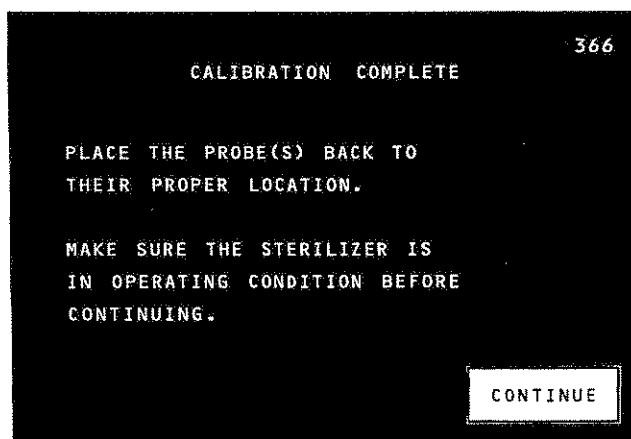 366
CALIBRATION COMPLETE
PLACE THE PROBE(S) BACK TO
THEIR PROPER LOCATION.
MAKE SURE THE STERILIZER IS
IN OPERATING CONDITION BEFORE
CONTINUING.
CONTINUE